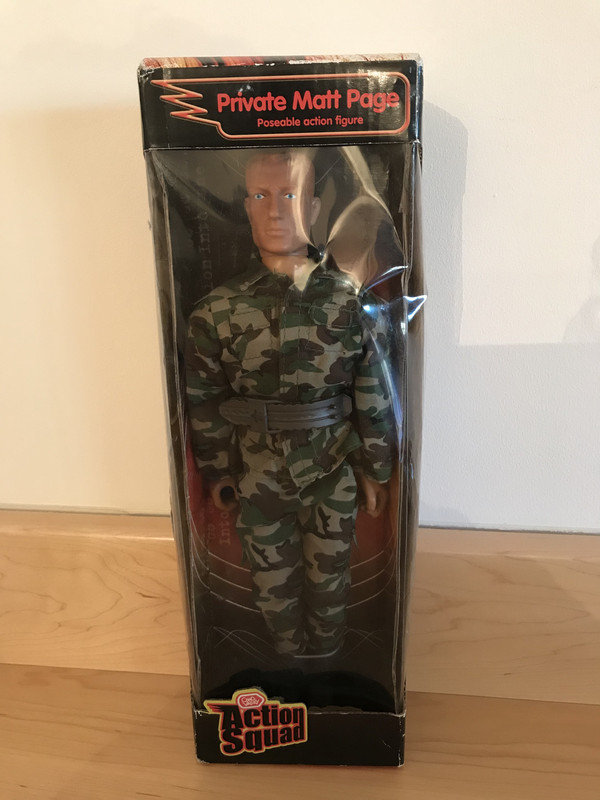 Private Matt Page
Poseable action figure
Action
Squad